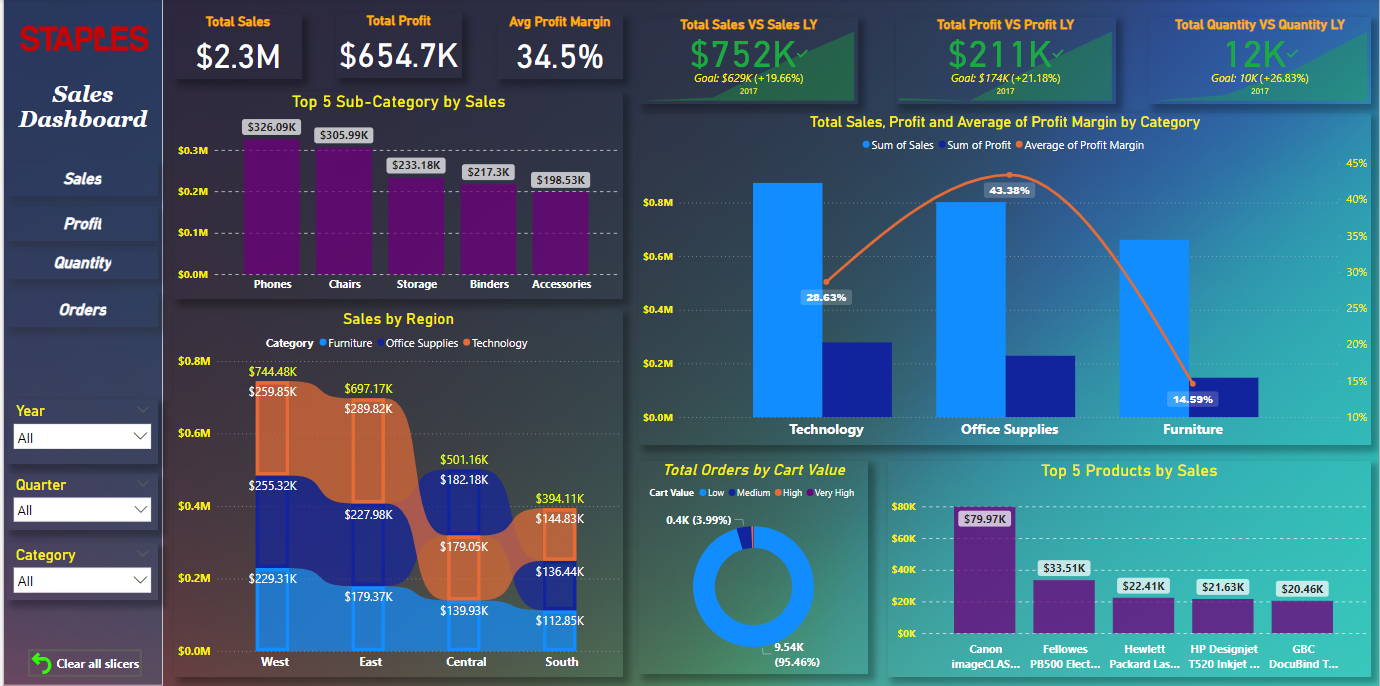 STAPLES
Sales
Dashboard
Sales
Profit
Quantity
Orders
Year
All
Quarter
All
Category
All
Clear all slicers
Total Sales
$2.3M
Total Profit
$654.7K
Avg Profit Margin
34.5%
Total Sales VS Sales LY
$752K
Goal: $629K (+19.66%)
2017
Total Profit VS Profit LY
$211K
Goal: $174K (+21.18%)
2017
Total Quantity VS Quantity LY
12K
Goal: 10K (+26.83%)
2017
Top 5 Sub-Category by Sales
$0.3M
$0.2M
$0.1M
$0.0M
$326.09K
$305.99K
$233.18K
$217.3K
$198.53K
Phones Chairs Storage Binders Accessories
Total Sales, Profit and Average of Profit Margin by Category
Sum of Sales Sum of Profit Average of Profit Margin
$0.8M
$0.6M
$0.4M
$0.2M
$0.0M
45%
40%
35%
30%
25%
20%
15%
10%
28.63%
43.38%
14.59%
Technology Office Supplies Furniture
Sales by Region
Category Furniture Office Supplies Technology
$0.8M
$0.6M
$0.4M
$0.2M
$0.0M
$744.48K
$259.85K
$255.32K
$229.31K
$697.17K
$289.82K
$227.98K
$179.37K
$501.16K
$182.18K
$179.05K
$139.93K
$394.11K
$144.83K
$136.44K
$112.85K
West East Central South
Total Orders by Cart Value
Cart Value Low Medium High Very High
0.4K (3.99%)
9.54K
(95.46%)
Top 5 Products by Sales
$80K
$60K
$40K
$20K
$0K
$79.97K
$33.51K
$22.41K
$21.63K
$20.46K
Canon
imageCLAS...
Fellowes
PB500 Elect...
Hewlett
Packard Las...
HP Designjet
T520 Inkjet ...
GBC
DocuBind T...